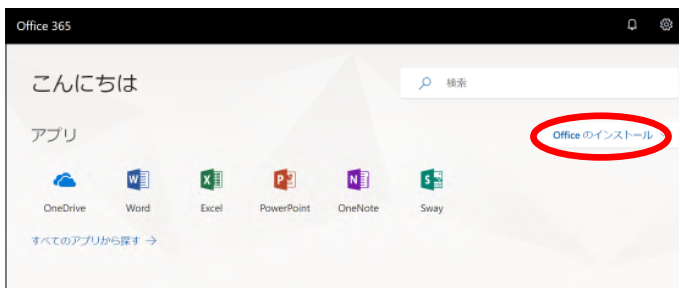 Office 365
こんにちは
検索
アプリ
Office のインストール
OneDrive Word Excel PowerPoint OneNote Sway
すべてのアプリから探す →